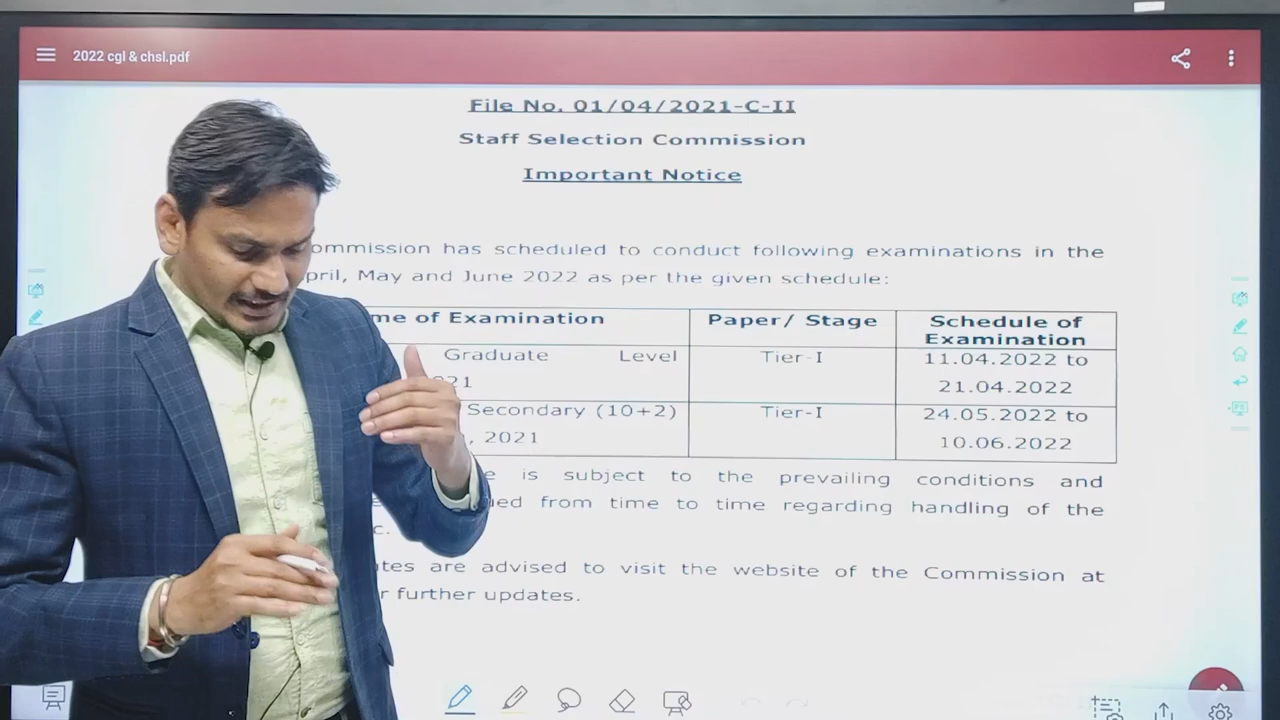 2022 cgl & chsl.pdf
File No. 01/04/2021-C-II
Staff Selection Commission
Important Notice
ommission has scheduled to conduct following examinations in the
pril, May and June 2022 as per the given schedule:
me of Examination Paper/ Stage Schedule of
Examination
Graduate Level Tier-I 11.04.2022 to
21 21.04.2022
Secondary (10+2) Tier-I 24.05.2022 to
, 2021 10.06.2022
e is subject to the prevailing conditions and
ued from time to time regarding handling of the
c.
tes are advised to visit the website of the Commission at
r further updates.